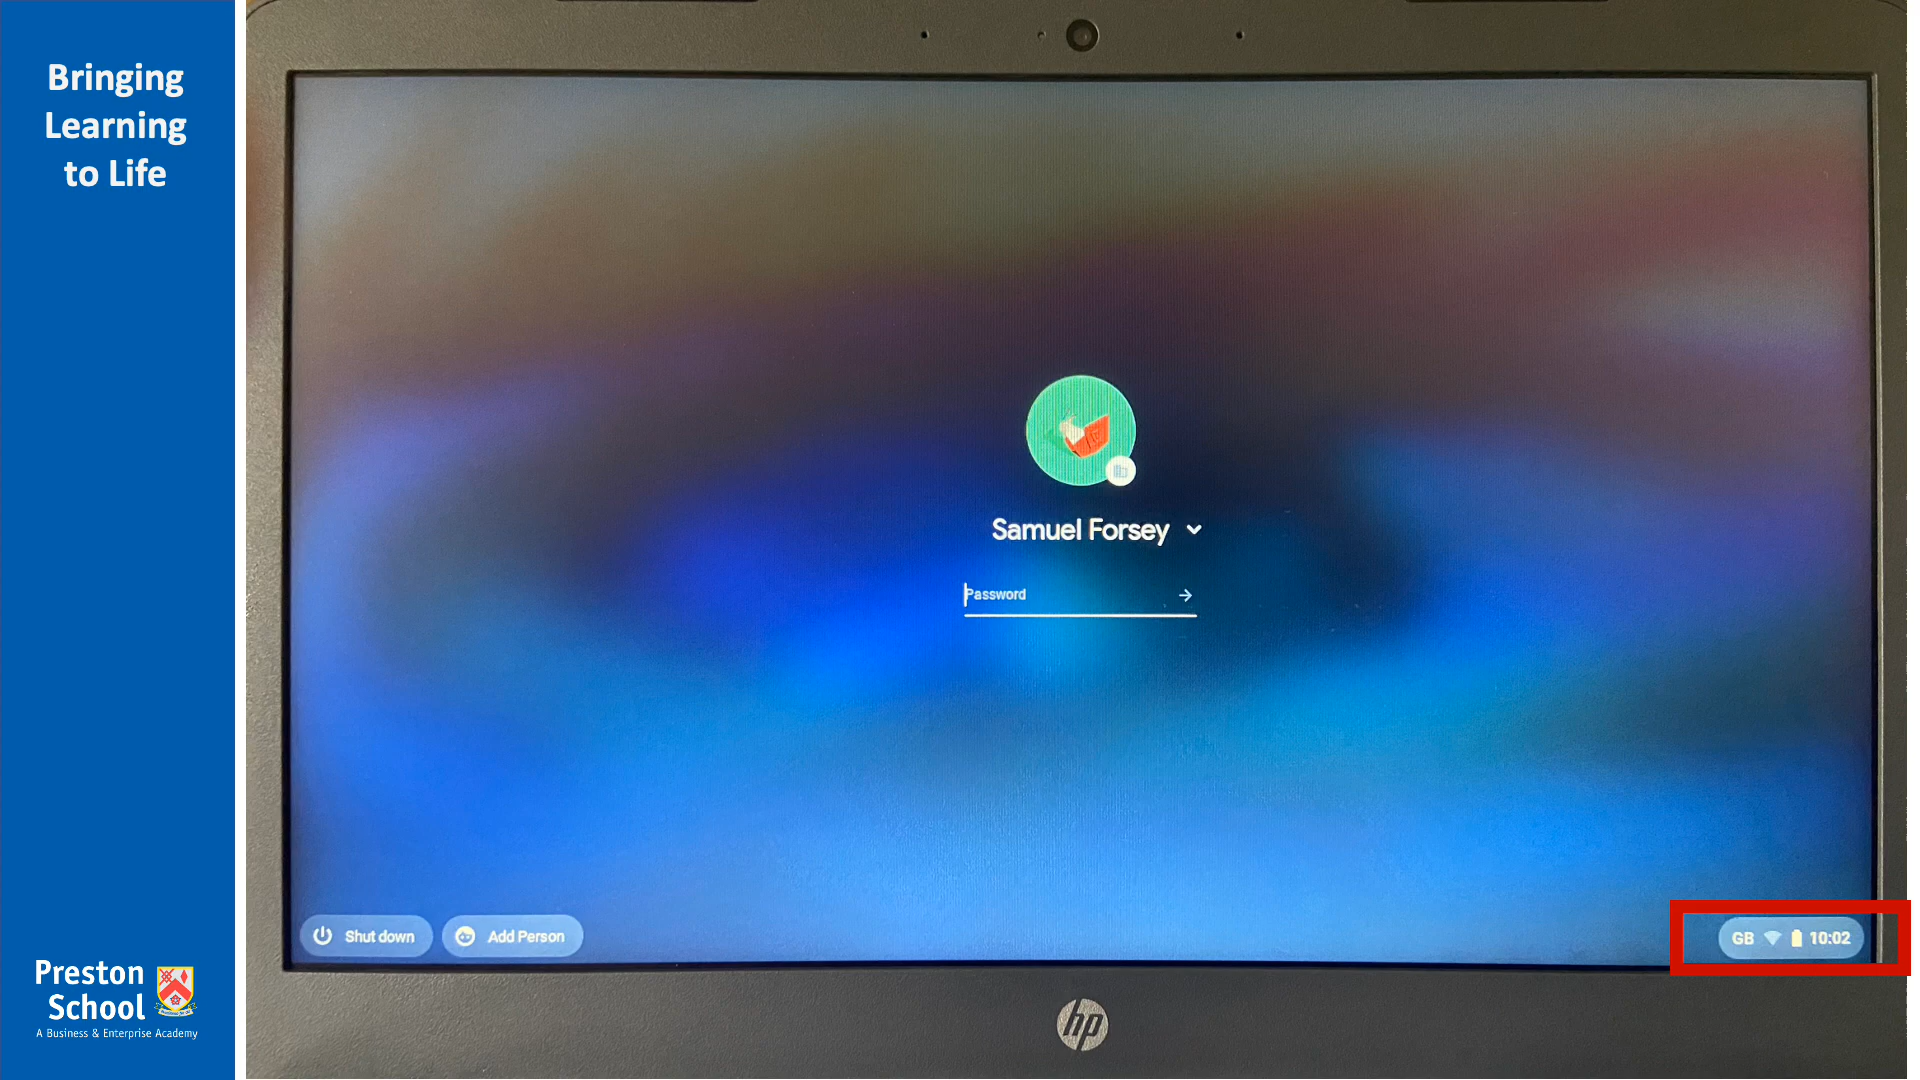 Bringing
Learning
to Life
Samuel Forsey
Password
Shut down
Add Person
GB 10:02
hp
Preston
School
A Business & Enterprise Academy